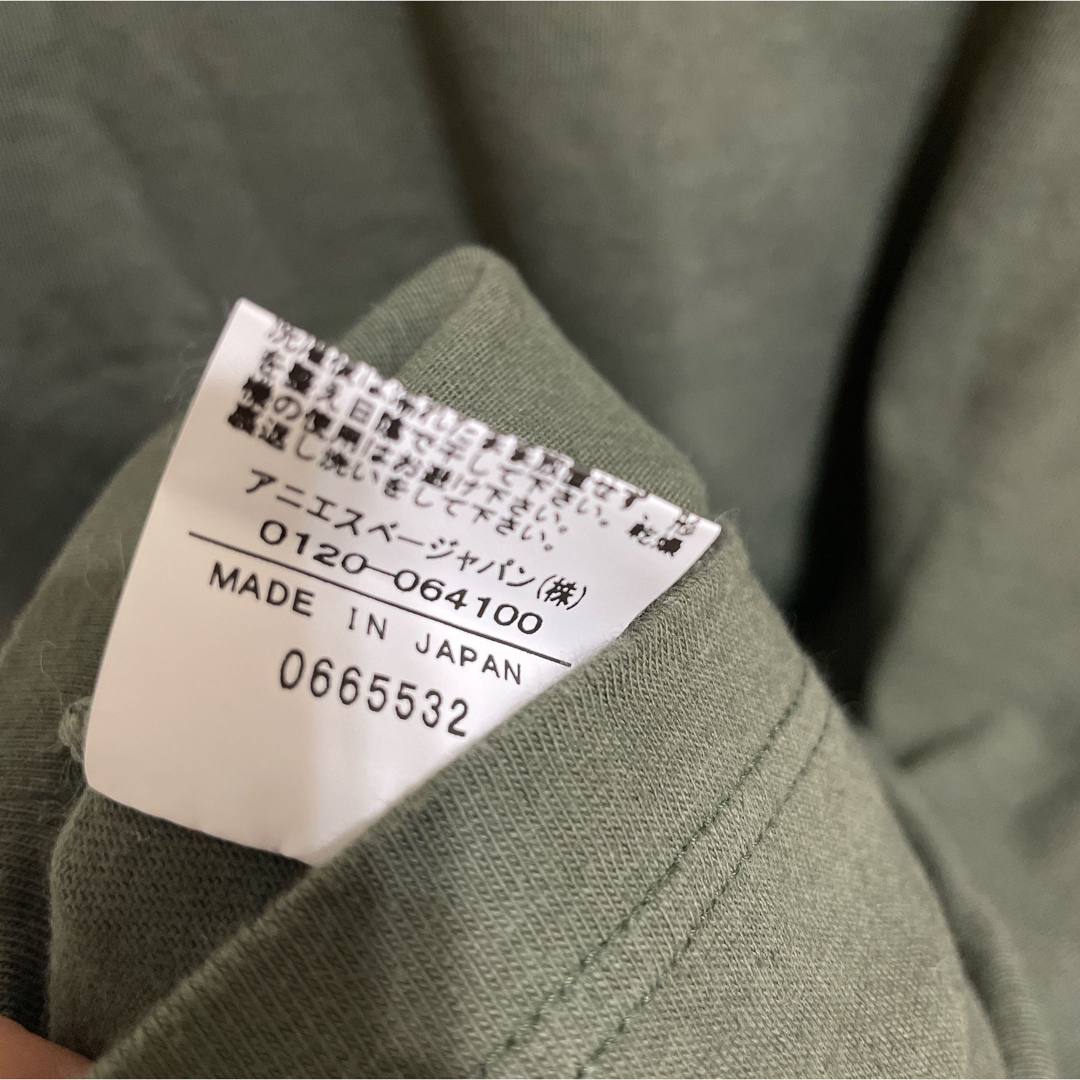 を整え日陰で干して下さい。乾燥
機の使用はお避け下さい。
裏返し洗いをして下さい。
アニエスベージャパン(株)
0120-064100
MADE IN JAPAN
0665532